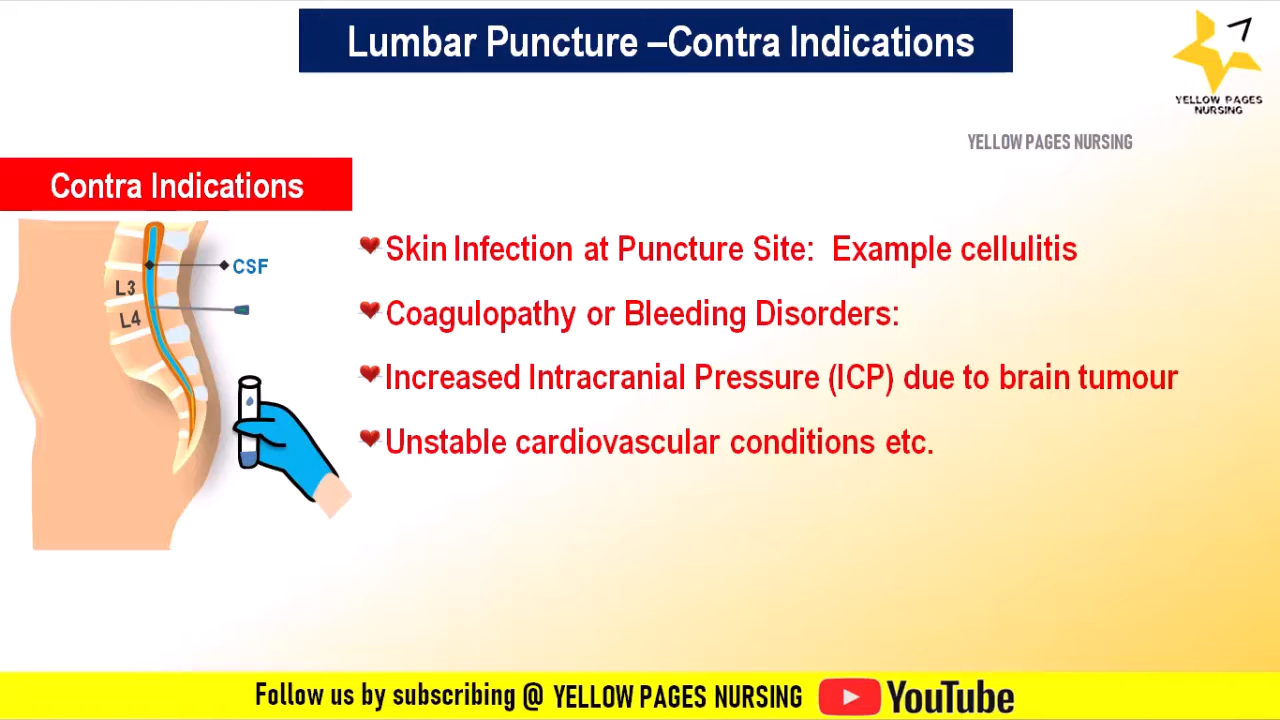 Lumbar Puncture –Contra Indications
YELLOW PAGES
NURSING
YELLOW PAGES NURSING
Contra Indications
CSF
L3
L4
Skin Infection at Puncture Site: Example cellulitis
Coagulopathy or Bleeding Disorders:
Increased Intracranial Pressure (ICP) due to brain tumour
Unstable cardiovascular conditions etc.
Follow us by subscribing @ YELLOW PAGES NURSING YouTube